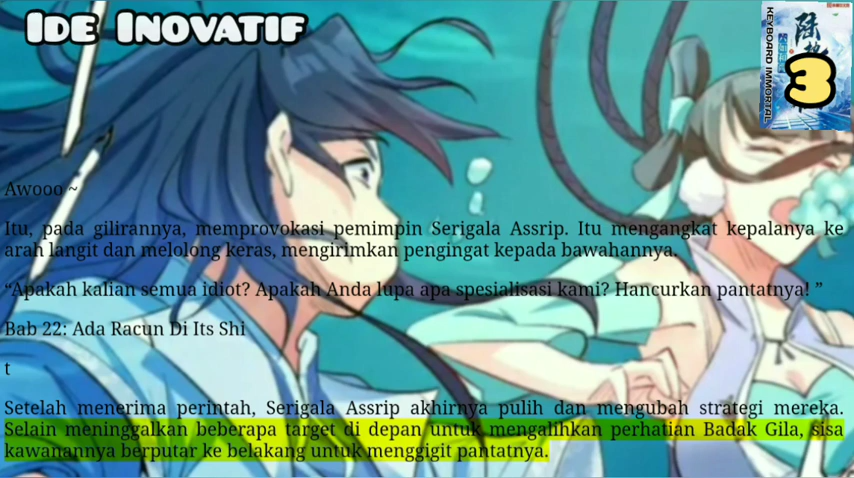 IDE INOVATIF
KEYBOARD IMMORTAL
3
Awooo ~
Itu, pada gilirannya, memprovokasi pemimpin Serigala Assrip. Itu mengangkat kepalanya ke
arah langit dan melolong keras, mengirimkan pengingat kepada bawahannya.
“Apakah kalian semua idiot? Apakah Anda lupa apa spesialisasi kami? Hancurkan pantatnya! ”
Bab 22: Ada Racun Di Its Shi
t
Setelah menerima perintah, Serigala Assrip akhirnya pulih dan mengubah strategi mereka.
Selain meninggalkan beberapa target di depan untuk mengalihkan perhatian Badak Gila, sisa
kawanannya berputar ke belakang untuk menggigit pantatnya.